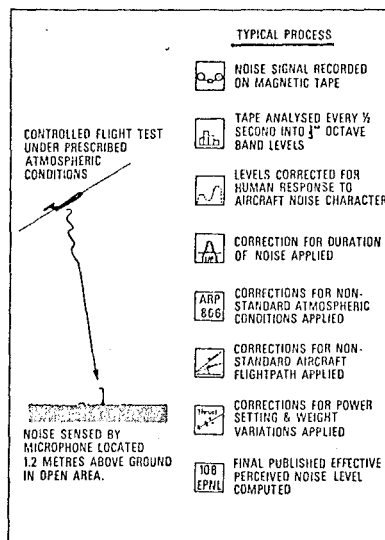 TYPICAL PROCESS
NOISE SIGNAL RECORDED
ON MAGNETIC TAPE
TAPE ANALYSED EVERY ½
SECOND INTO ⅓ OCTAVE
BAND LEVELS
LEVELS CORRECTED FOR
HUMAN RESPONSE TO
AIRCRAFT NOISE CHARACTER
CORRECTION FOR DURATION
OF NOISE APPLIED
ARP
866
CORRECTIONS FOR NON-
STANDARD ATMOSPHERIC
CONDITIONS APPLIED
CORRECTIONS FOR NON-
STANDARD AIRCRAFT
FLIGHTPATH APPLIED
Thrust
CORRECTIONS FOR POWER
SETTING & WEIGHT
VARIATIONS APPLIED
108
EPNL
FINAL PUBLISHED EFFECTIVE
PERCEIVED NOISE LEVEL
COMPUTED
CONTROLLED FLIGHT TEST
UNDER PRESCRIBED
ATMOSPHERIC
CONDITIONS
NOISE SENSED BY
MICROPHONE LOCATED
1.2 METRES ABOVE GROUND
IN OPEN AREA.